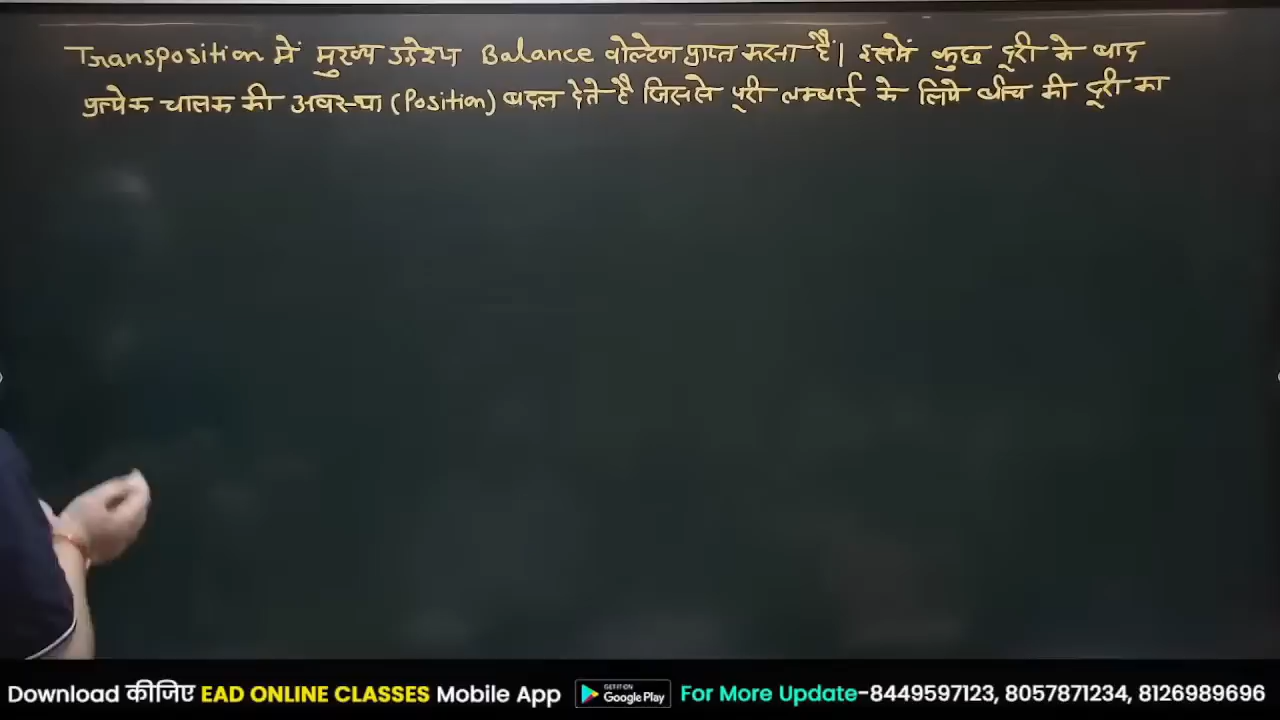 Transposition में मुख्य उद्देश्य Balance वोल्टेज प्राप्त करना है। इसमें कुछ दूरी के बाद
प्रत्येक चालक की अवस्था (Position) बदल देते है जिससे पूरी लम्बाई के लिये बीच की दूरी का
Download कीजिए EAD ONLINE CLASSES Mobile App GET IT ON Google Play For More Update-8449597123, 8057871234, 8126989696